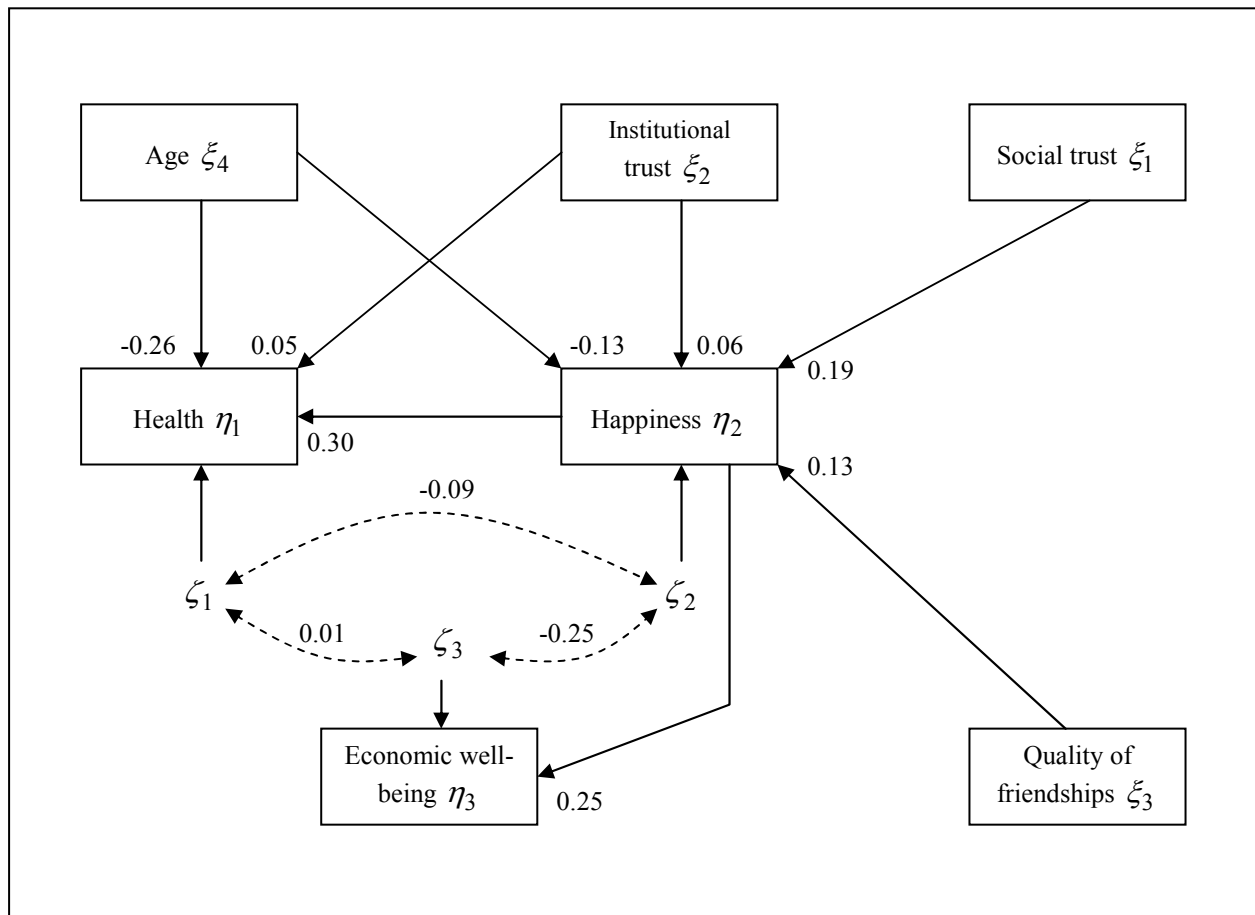 Age ξ4
Institutional
trust ξ2
Social trust ξ1
-0.26
0.05
-0.13
0.06
0.19
Health η1
Happiness η2
0.30
0.13
-0.09
ζ1
ζ2
0.01
-0.25
ζ3
Economic well-
being η3
0.25
Quality of
friendships ξ3